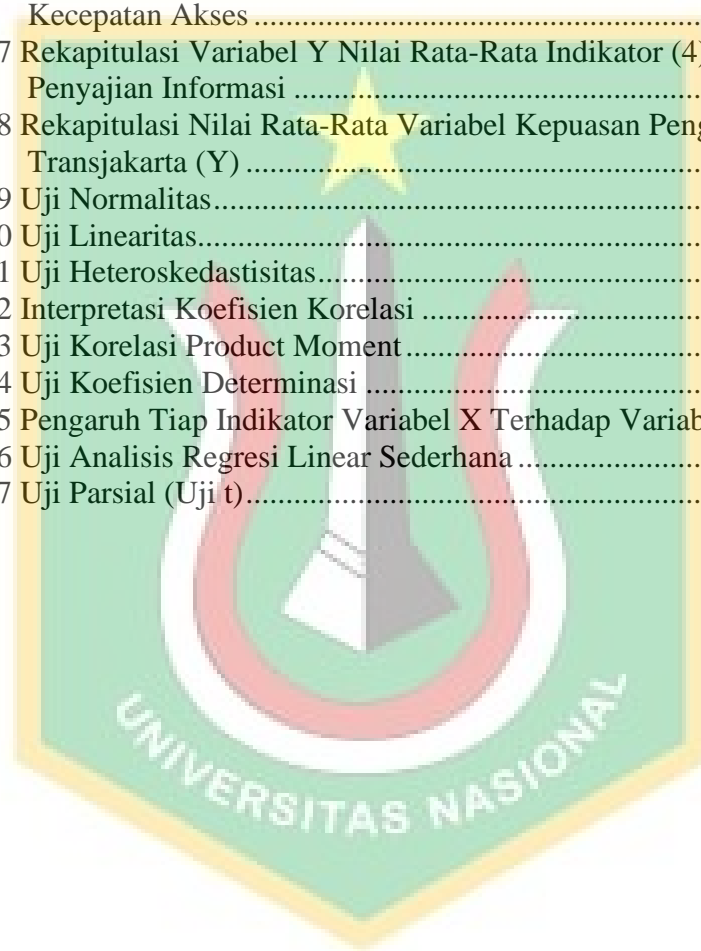 Kecepatan Akses ........................................................
7 Rekapitulasi Variabel Y Nilai Rata-Rata Indikator (4)
Penyajian Informasi ..................................................
8 Rekapitulasi Nilai Rata-Rata Variabel Kepuasan
Transjakarta (Y) ........................................................
9 Uji Normalitas ............................................................
0 Uji Linearitas ..............................................................
1 Uji Heteroskedastisitas ................................................
2 Interpretasi Koefisien Korelasi ...................................
3 Uji Korelasi Product Moment .....................................
4 Uji Koefisien Determinasi ..........................................
5 Pengaruh Tiap Indikator Variabel X Terhadap
6 Uji Analisis Regresi Linear Sederhana .......................
7 Uji Parsial (Uji t) ........................................................
UNIVERSITAS NASIONAL